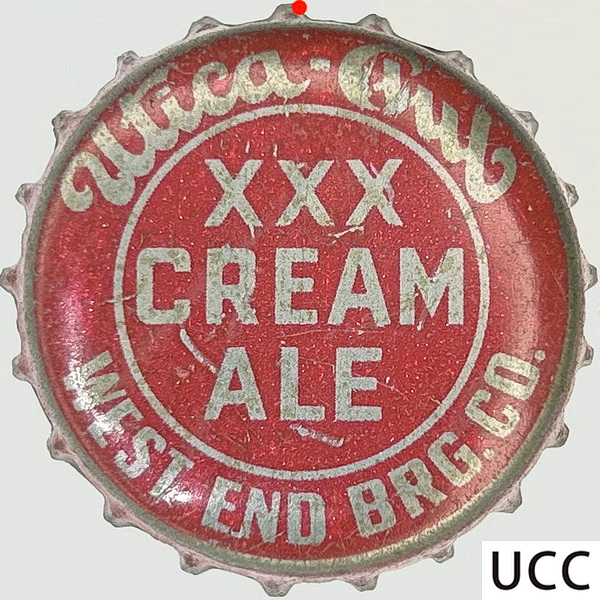 Utica-Club
XXX
CREAM
ALE
WEST END BRG. CO.
UCC